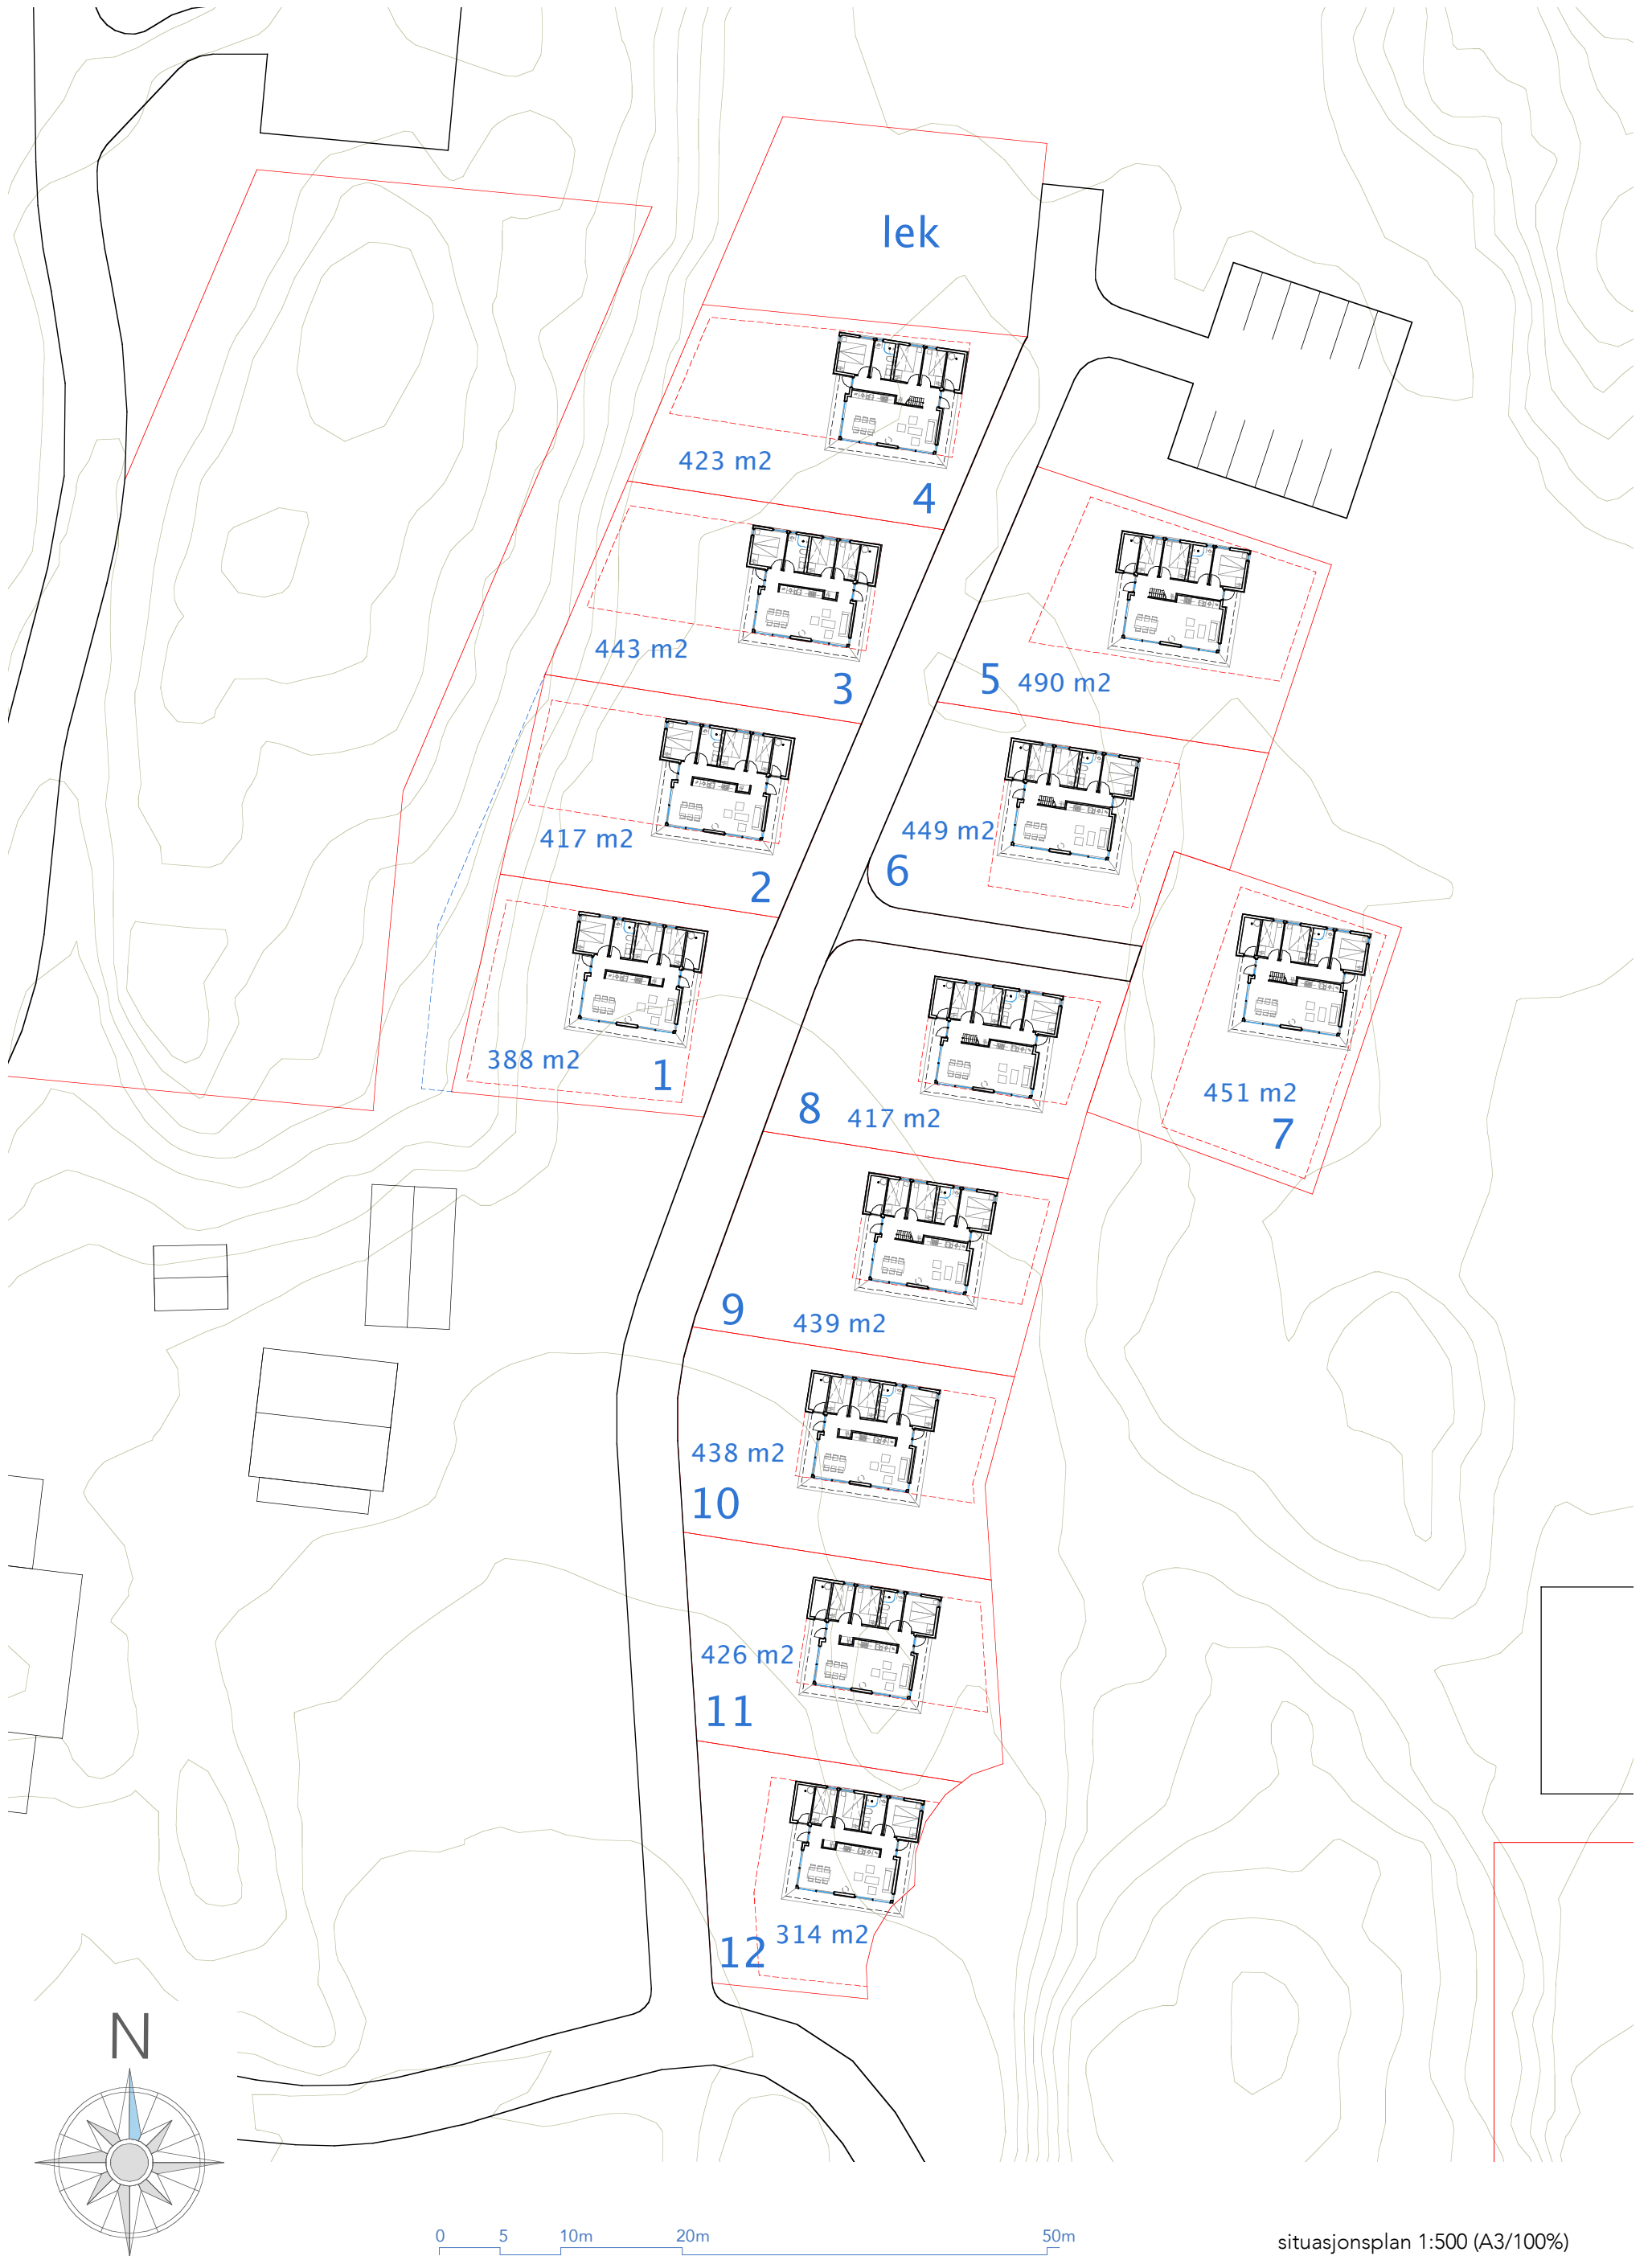 lek
423 m2
4
443 m2
3
5 490 m2
417 m2
2
449 m2
6
388 m2
1
8 417 m2
451 m2
7
9
439 m2
438 m2
10
426 m2
11
314 m2
12
N
0 5 10m 20m 50m
situasjonsplan 1:500 (A3/100%)